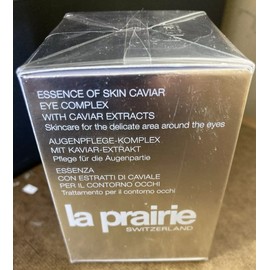 ESSENCE OF SKIN CAVIAR
EYE COMPLEX
WITH CAVIAR EXTRACTS
Skincare for the delicate area around the eyes
AUGENPFLEGE-KOMPLEX
MIT KAVIAR-EXTRAKT
Pflege für die Augenpartie
ESSENZA
CON ESTRATTI DI CAVIALE
PER IL CONTORNO OCCHI
Trattamento per il contorno occhi
la prairie
SWITZERLAND